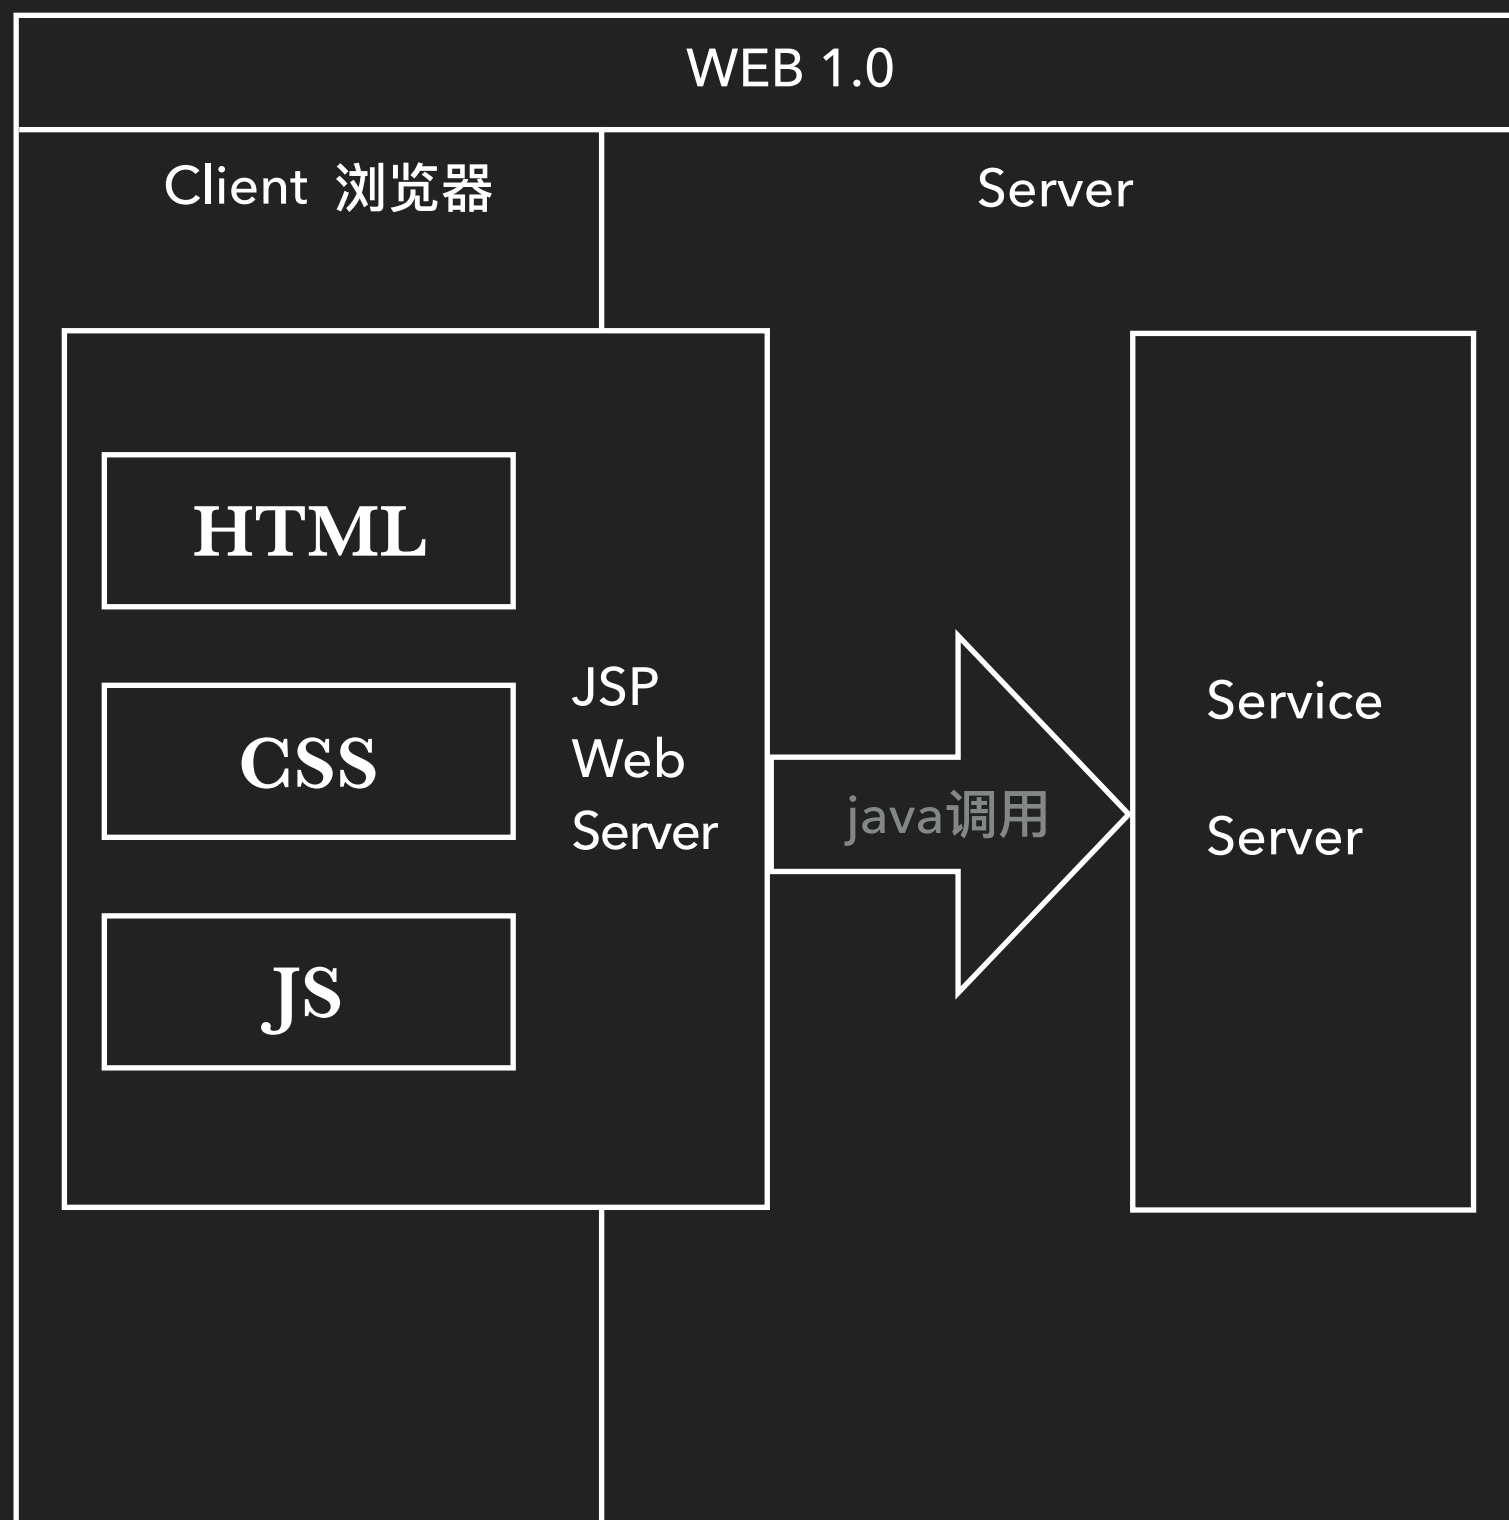 WEB 1.0
Client 浏览器
Server
HTML
CSS
JS
JSP
Web
Server
java调用
Service
Server